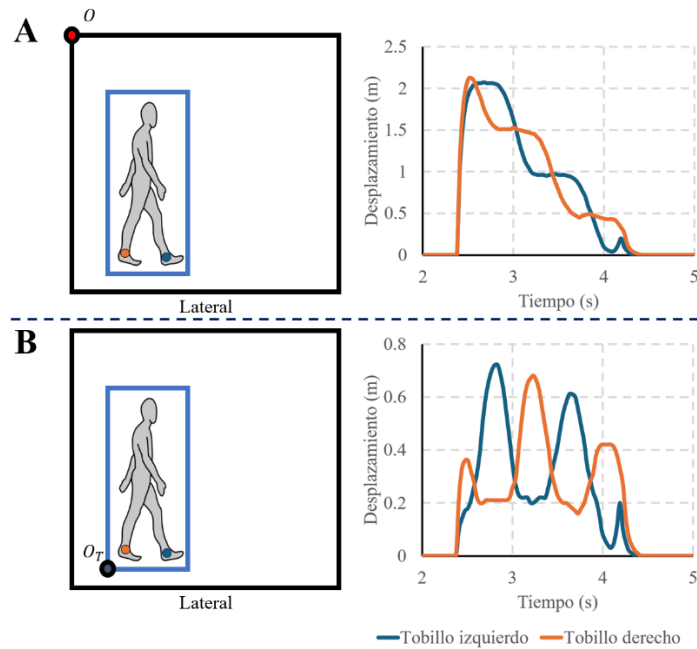 A
O
Lateral
Desplazamiento (m)
2.5
2
1.5
1
0.5
0
2
3
4
5
Tiempo (s)
B
O_T
Lateral
Desplazamiento (m)
0.8
0.6
0.4
0.2
0
2
3
4
5
Tiempo (s)
Tobillo izquierdo
Tobillo derecho